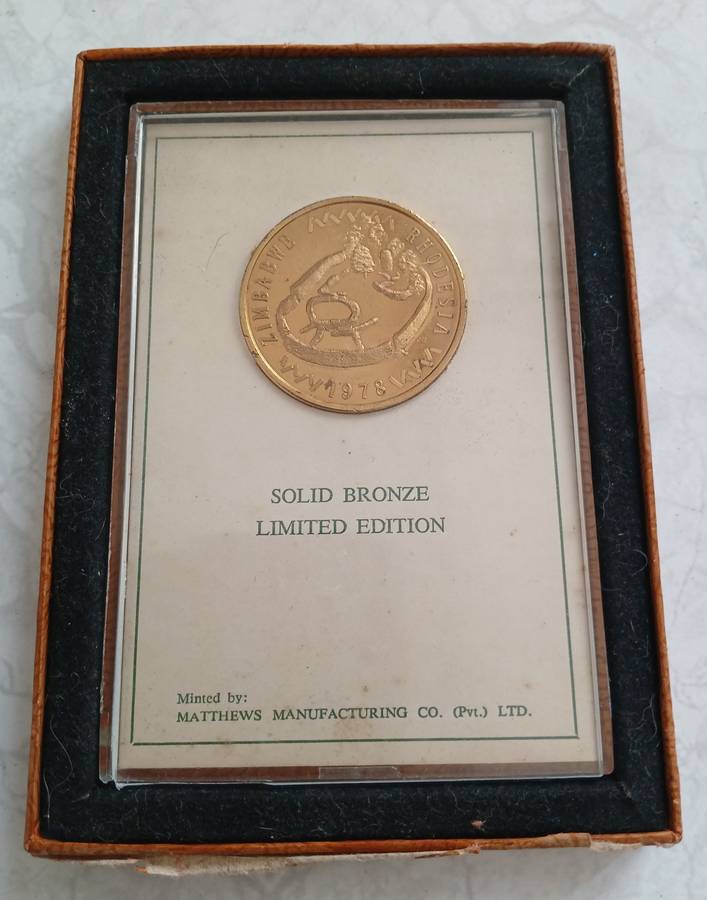 ZIMBABWE RHODESIA
1978
SOLID BRONZE
LIMITED EDITION
Minted by:
MATTHEWS MANUFACTURING CO. (Pvt.) LTD.